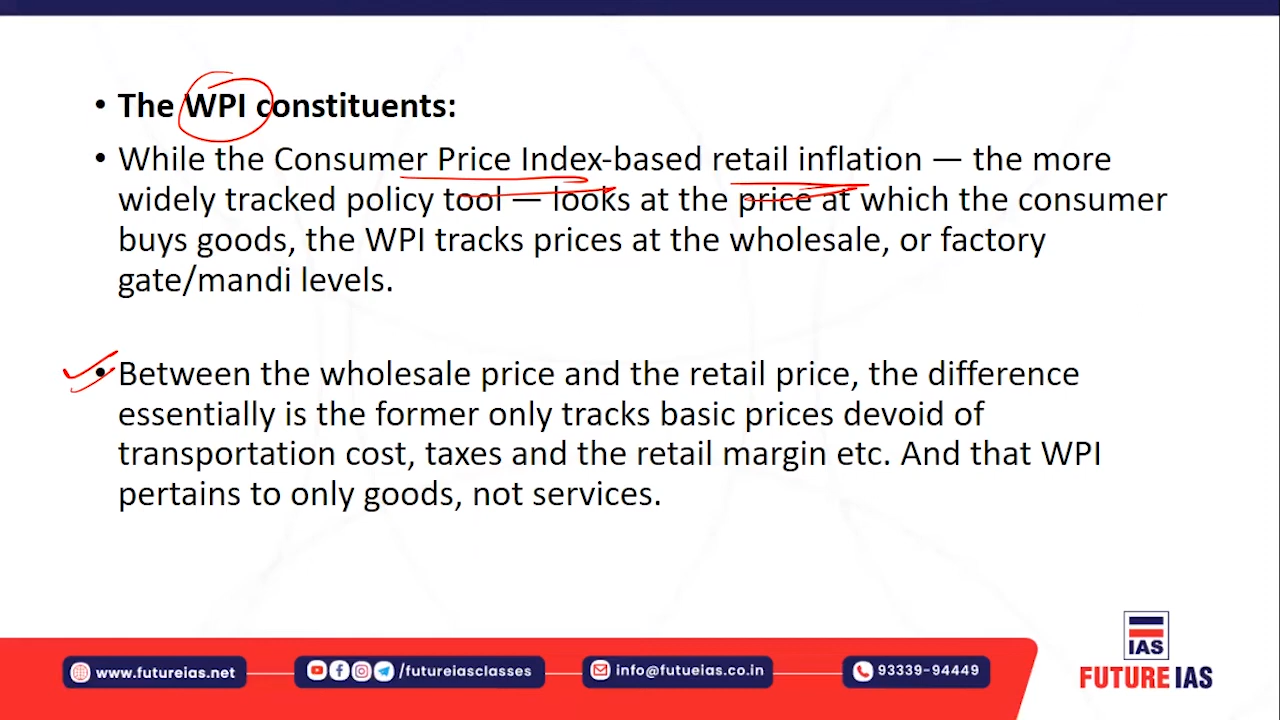 • The WPI constituents:
• While the Consumer Price Index-based retail inflation — the more
widely tracked policy tool — looks at the price at which the consumer
buys goods, the WPI tracks prices at the wholesale, or factory
gate/mandi levels.
• Between the wholesale price and the retail price, the difference
essentially is the former only tracks basic prices devoid of
transportation cost, taxes and the retail margin etc. And that WPI
pertains to only goods, not services.
IAS
FUTURE IAS
www.futureias.net
/futureiasclasses
info@futueias.co.in
93339-94449